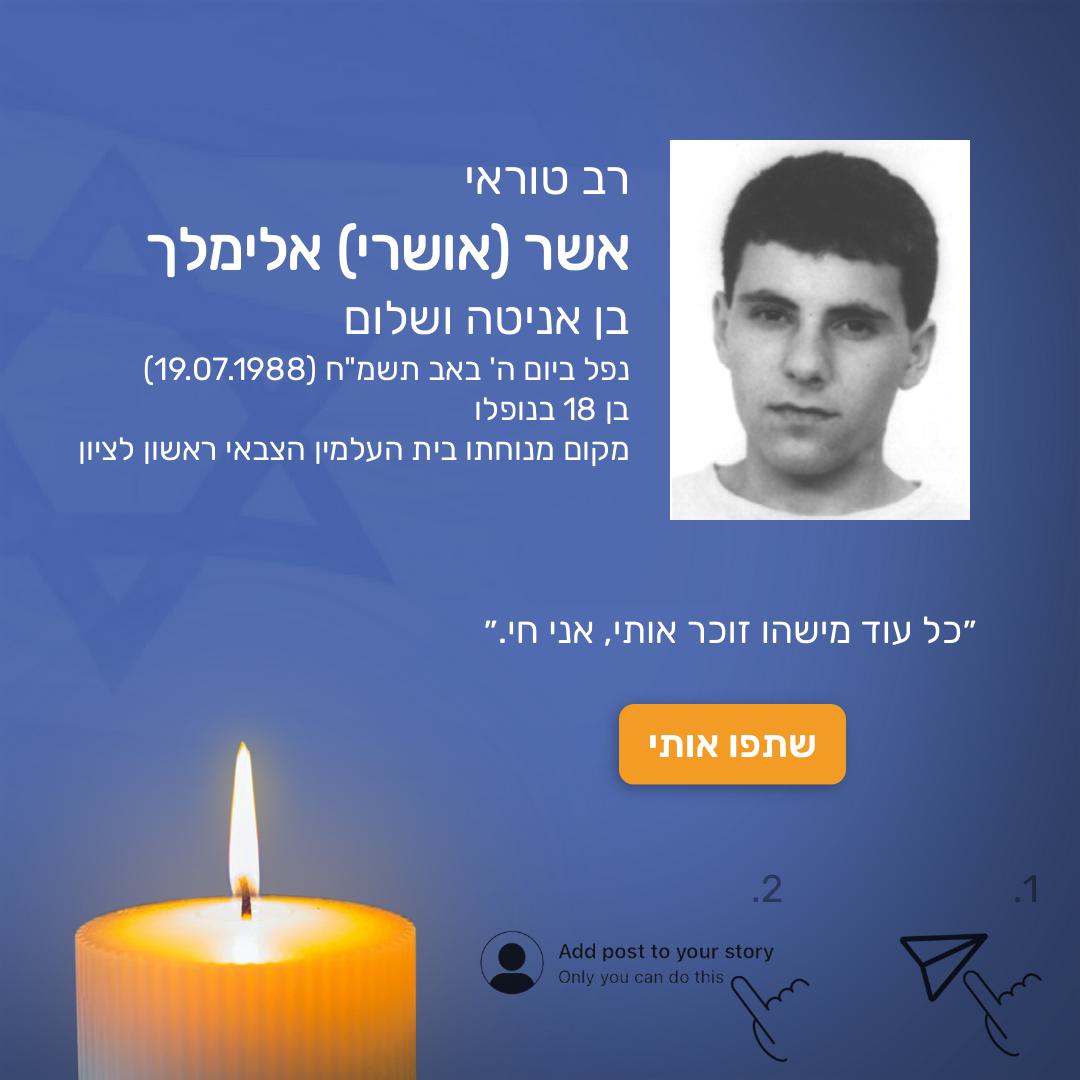 רב טוראי
אשר (אושרי) אלימלך
בן אניטה ושלום
נפל ביום ה' באב תשמ"ח (19.07.1988)
בן 18 בנופלו
מקום מנוחתו בית העלמין הצבאי ראשון לציון
״כל עוד מישהו זוכר אותי, אני חי.״
שתפו אותי
1.
2.
Add post to your story
Only you can do this